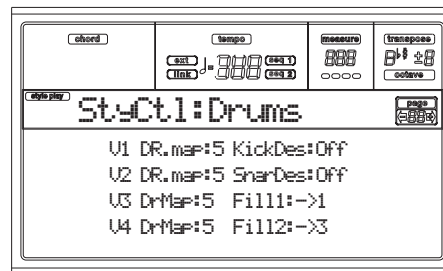 chord
tempo
measure
transpose
ext
link
seq 1
seq 2
octave
style play
page
StyCtl:Drums
V1 DR.map:5 KickDes:Off
V2 DR.map:5 SnarDes:Off
V3 DrMap:5 Fill1:->1
V4 DrMap:5 Fill2:->3